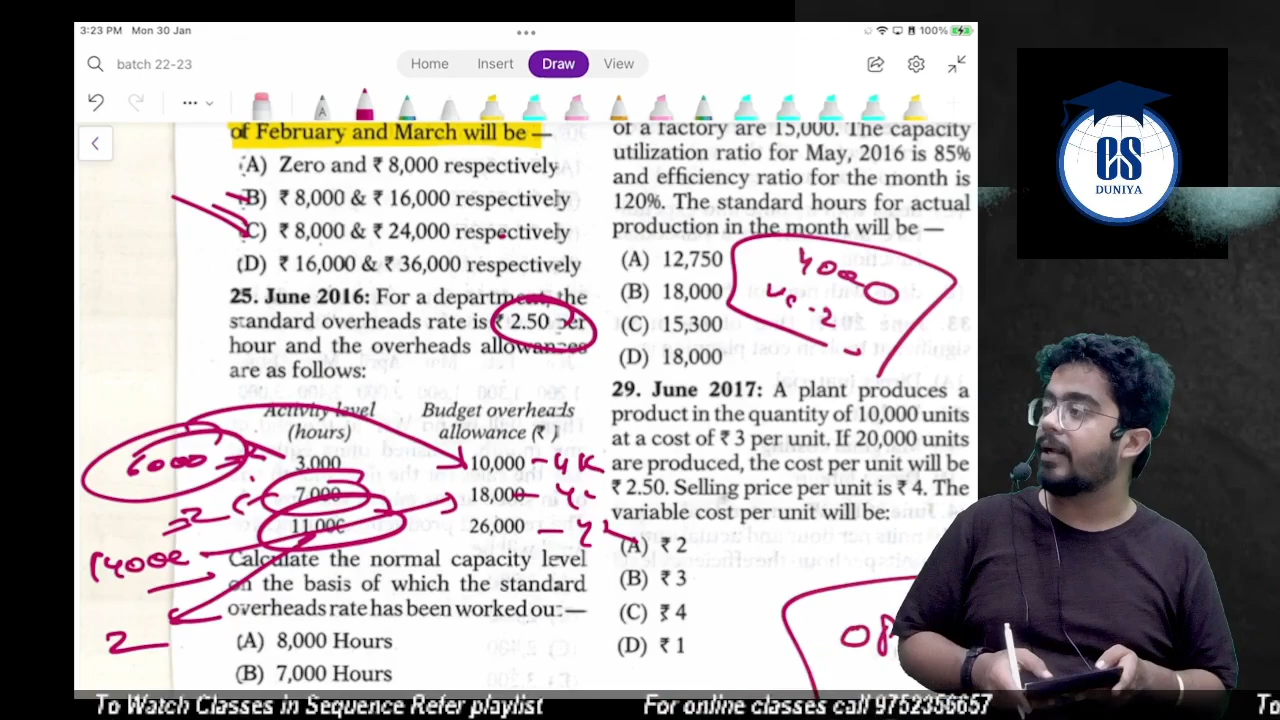 3:23 PM Mon 30 Jan
100%
batch 22-23
Home Insert Draw View
of February and March will be —
(A) Zero and ₹ 8,000 respectively
(B) ₹ 8,000 & ₹ 16,000 respectively
(C) ₹ 8,000 & ₹ 24,000 respectively
(D) ₹ 16,000 & ₹ 36,000 respectively
25. June 2016: For a department, the
standard overheads rate is ₹ 2.50 per
hour and the overheads allowances
are as follows:
Activity level Budget overheads
(hours) allowance (₹)
6000 3,000 10,000 - 4K
7,000 18,000
11,000 26,000
14000
Calculate the normal capacity level
on the basis of which the standard
overheads rate has been worked out—
2
(A) 8,000 Hours
(B) 7,000 Hours
of a factory are 15,000. The capacity
utilization ratio for May, 2016 is 85%
and efficiency ratio for the month is
120%. The standard hours for actual
production in the month will be —
(A) 12,750
(B) 18,000
(C) 15,300
(D) 18,000
29. June 2017: A plant produces a
product in the quantity of 10,000 units
at a cost of ₹ 3 per unit. If 20,000 units
are produced, the cost per unit will be
₹ 2.50. Selling price per unit is ₹ 4. The
variable cost per unit will be:
(A) ₹ 2
(B) ₹ 3
(C) ₹ 4
(D) ₹ 1
CS
DUNIYA
To Watch Classes in Sequence Refer playlist
For online classes call 9752356657
To